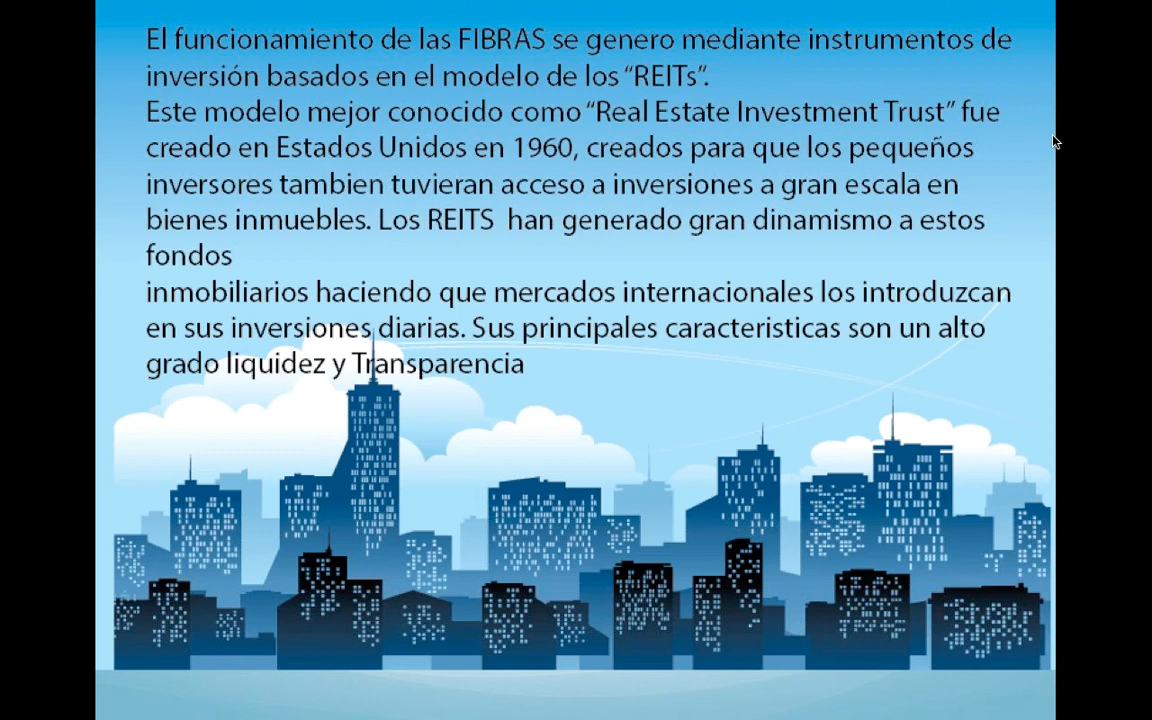 El funcionamiento de las FIBRAS se genero mediante instrumentos de
inversión basados en el modelo de los “REITs”.
Este modelo mejor conocido como “Real Estate Investment Trust” fue
creado en Estados Unidos en 1960, creados para que los pequeños
inversores tambien tuvieran acceso a inversiones a gran escala en
bienes inmuebles. Los REITS  han generado gran dinamismo a estos
fondos
inmobiliarios haciendo que mercados internacionales los introduzcan
en sus inversiones diarias. Sus principales caracteristicas son un alto
grado liquidez y Transparencia